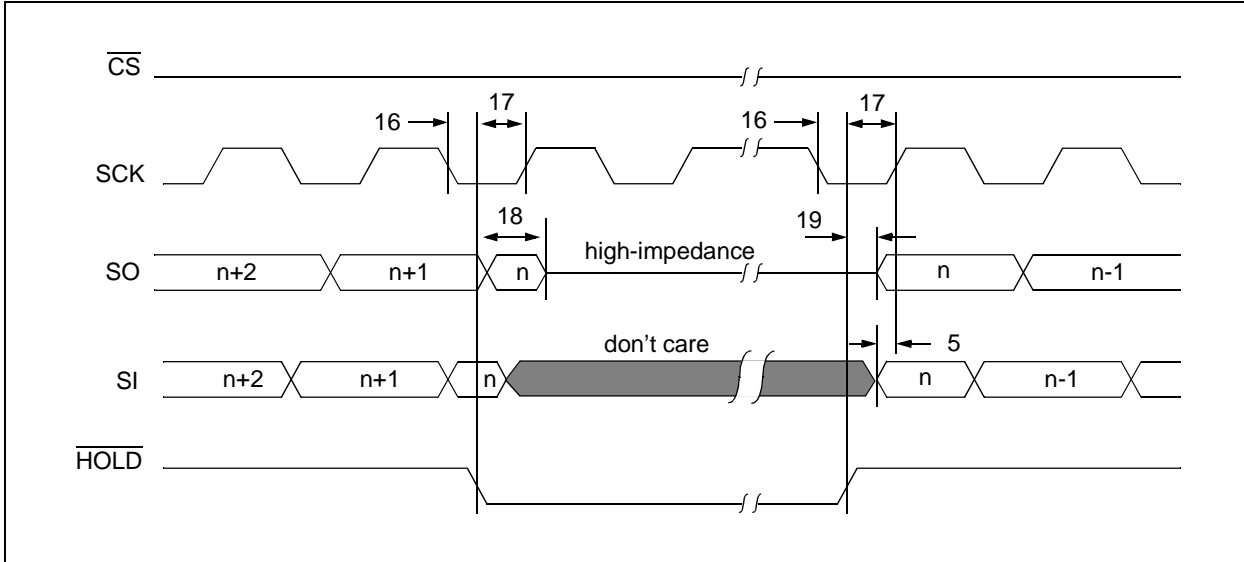 CS
17
17
16
16
SCK
18
19
high-impedance
SO
n+2
n+1
n
n
n-1
don't care
5
SI
n+2
n+1
n
n
n-1
HOLD